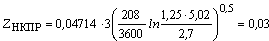 Z_НКПР = 0,04714 · 3(208/3600 ln 1,25 · 5,02/2,7)^0,5 = 0,03